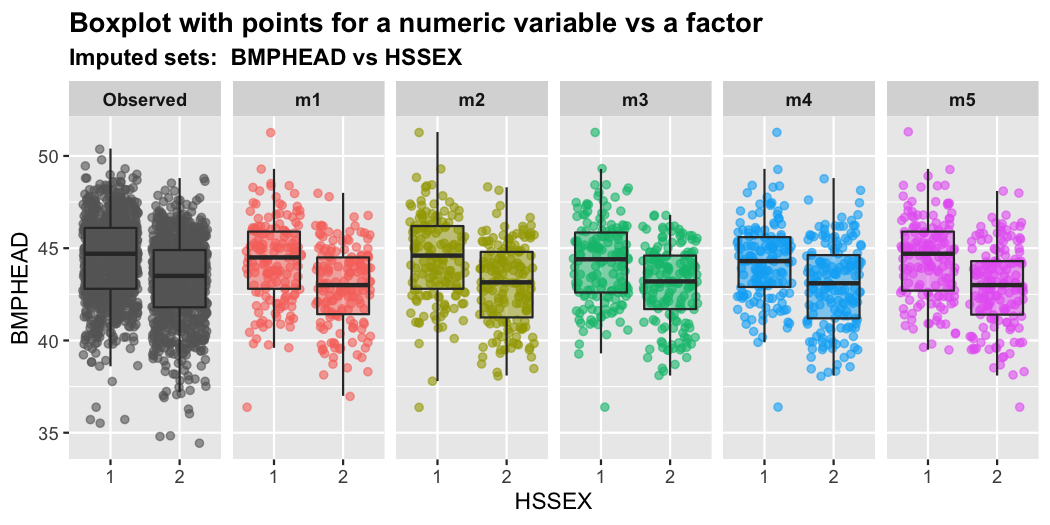 Boxplot with points for a numeric variable vs a factor
Imputed sets:  BMPHEAD vs HSSEX
Observed m1 m2 m3 m4 m5
50
45
40
35
BMPHEAD
1 2 1 2 1 2 1 2 1 2 1 2
HSSEX